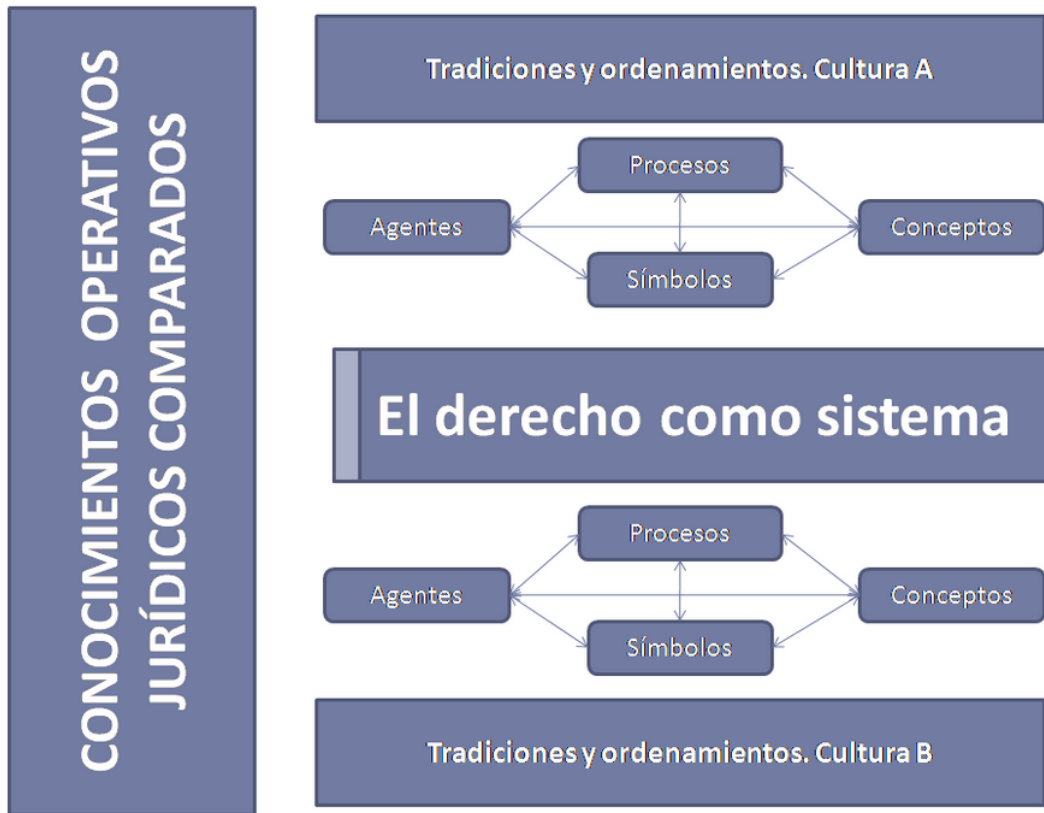 CONOCIMIENTOS OPERATIVOS
JURÍDICOS COMPARADOS
Tradiciones y ordenamientos. Cultura A
Procesos
Agentes
Conceptos
Símbolos
El derecho como sistema
Procesos
Agentes
Conceptos
Símbolos
Tradiciones y ordenamientos. Cultura B